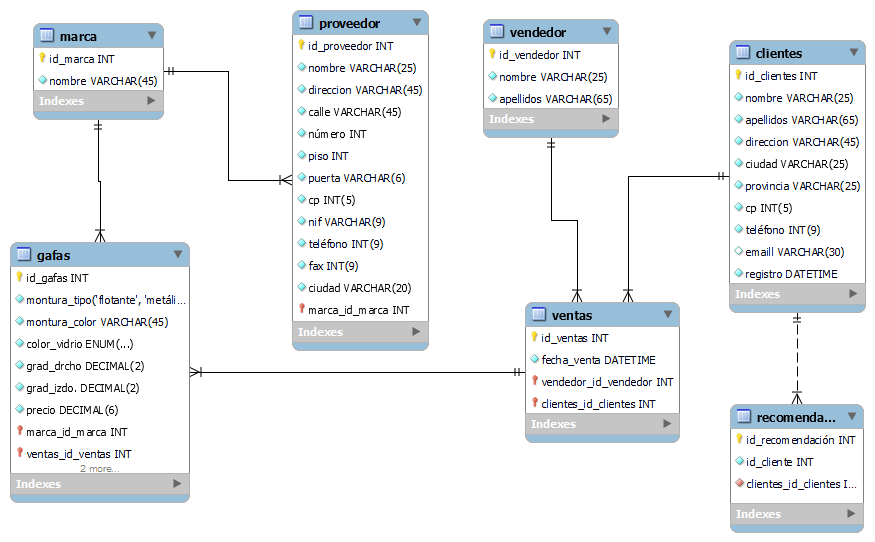 marca
id_marca INT
nombre VARCHAR(45)
Indexes
proveedor
id_proveedor INT
nombre VARCHAR(25)
direccion VARCHAR(45)
calle VARCHAR(45)
número INT
piso INT
puerta VARCHAR(6)
cp INT(5)
nif VARCHAR(9)
teléfono INT(9)
fax INT(9)
ciudad VARCHAR(20)
marca_id_marca INT
Indexes
vendedor
id_vendedor INT
nombre VARCHAR(25)
apellidos VARCHAR(65)
Indexes
clientes
id_clientes INT
nombre VARCHAR(25)
apellidos VARCHAR(65)
direccion VARCHAR(45)
ciudad VARCHAR(25)
provincia VARCHAR(25)
cp INT(5)
teléfono INT(9)
emaill VARCHAR(30)
registro DATETIME
Indexes
gafas
id_gafas INT
montura_tipo('flotante', 'metáli...
montura_color VARCHAR(45)
color_vidrio ENUM(...)
grad_drcho DECIMAL(2)
grad_izdo. DECIMAL(2)
precio DECIMAL(6)
marca_id_marca INT
ventas_id_ventas INT
2 more...
Indexes
ventas
id_ventas INT
fecha_venta DATETIME
vendedor_id_vendedor INT
clientes_id_clientes INT
Indexes
recomenda...
id_recomendación INT
id_cliente INT
clientes_id_clientes I...
Indexes